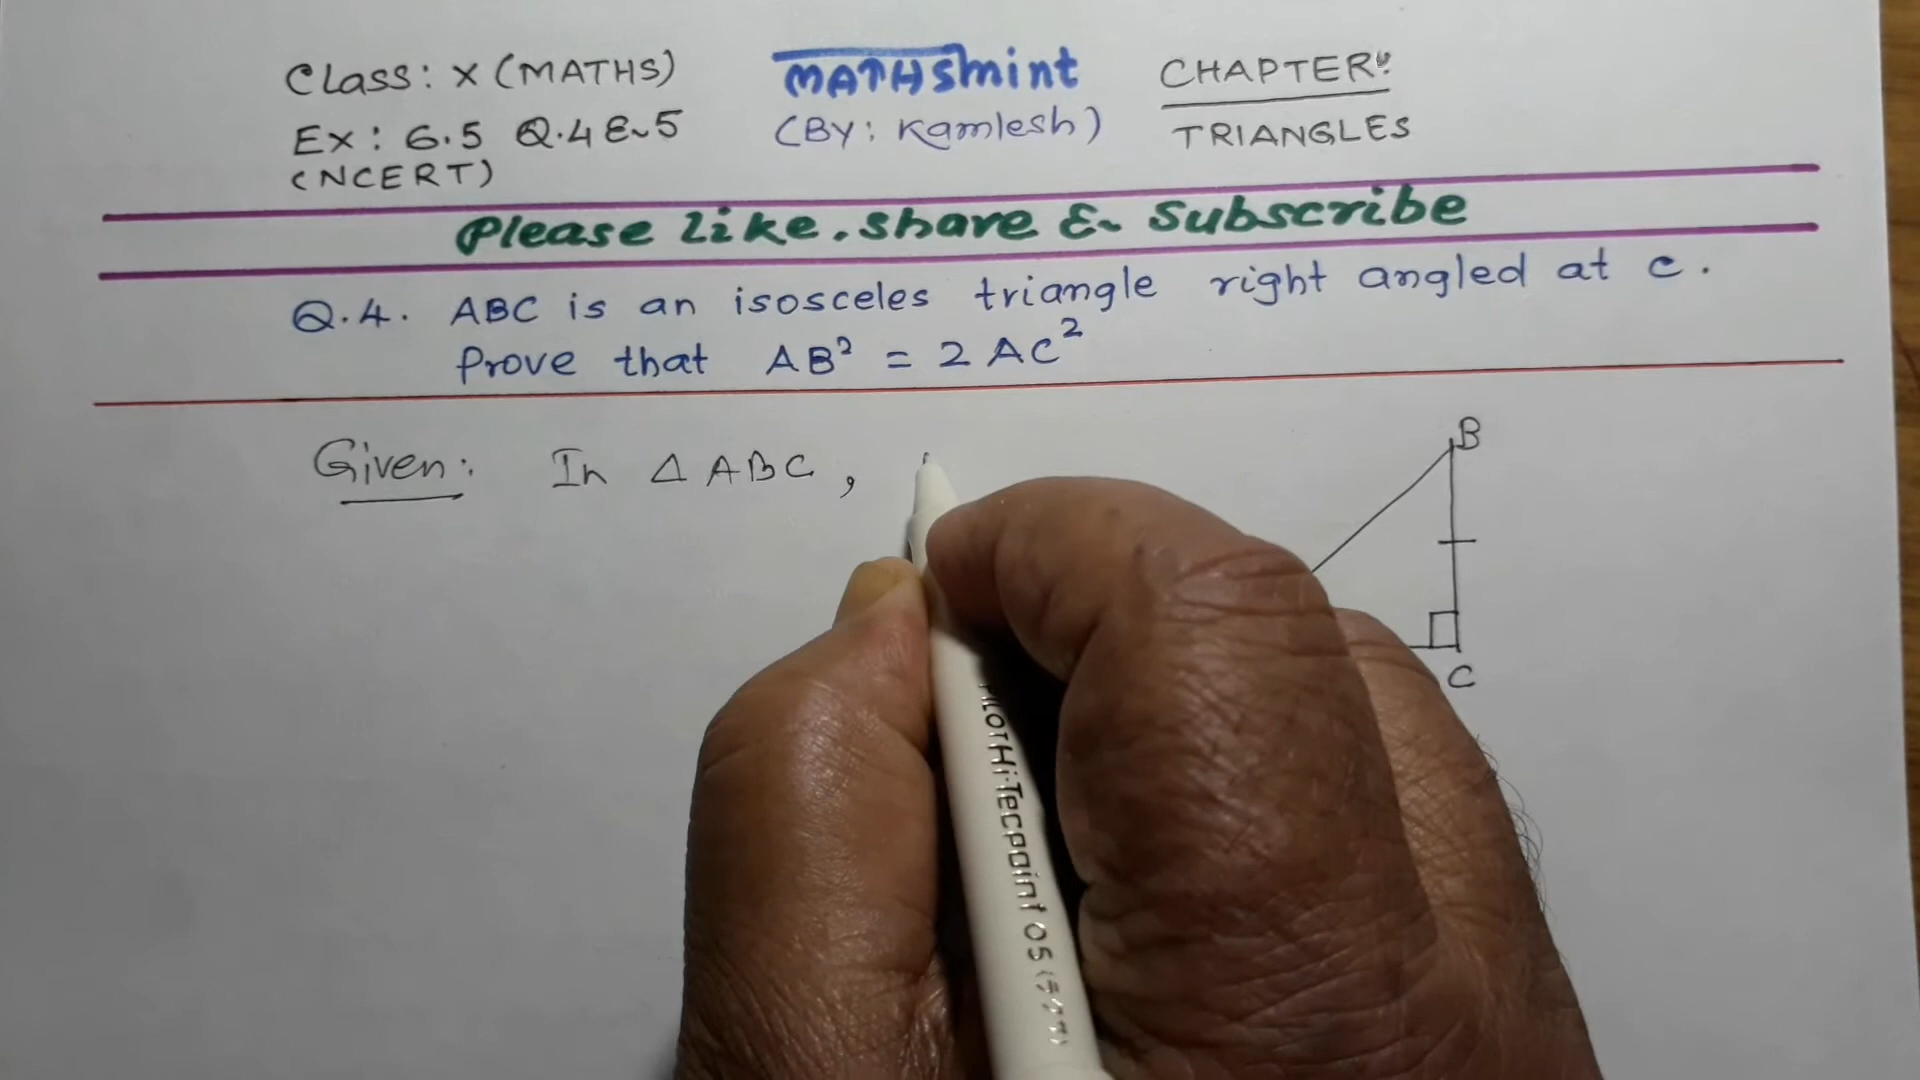 Class: X (MATHS)
Ex: 6.5 Q.4 & 5
(NCERT)
MATHSmint
(BY: Kamlesh)
CHAPTER:
TRIANGLES
Please Like, share & Subscribe
Q.4. ABC is an isosceles triangle right angled at C.
Prove that AB² = 2AC²
Given: In △ ABC,
B
C
PILOT Hi-Tecpoint 05